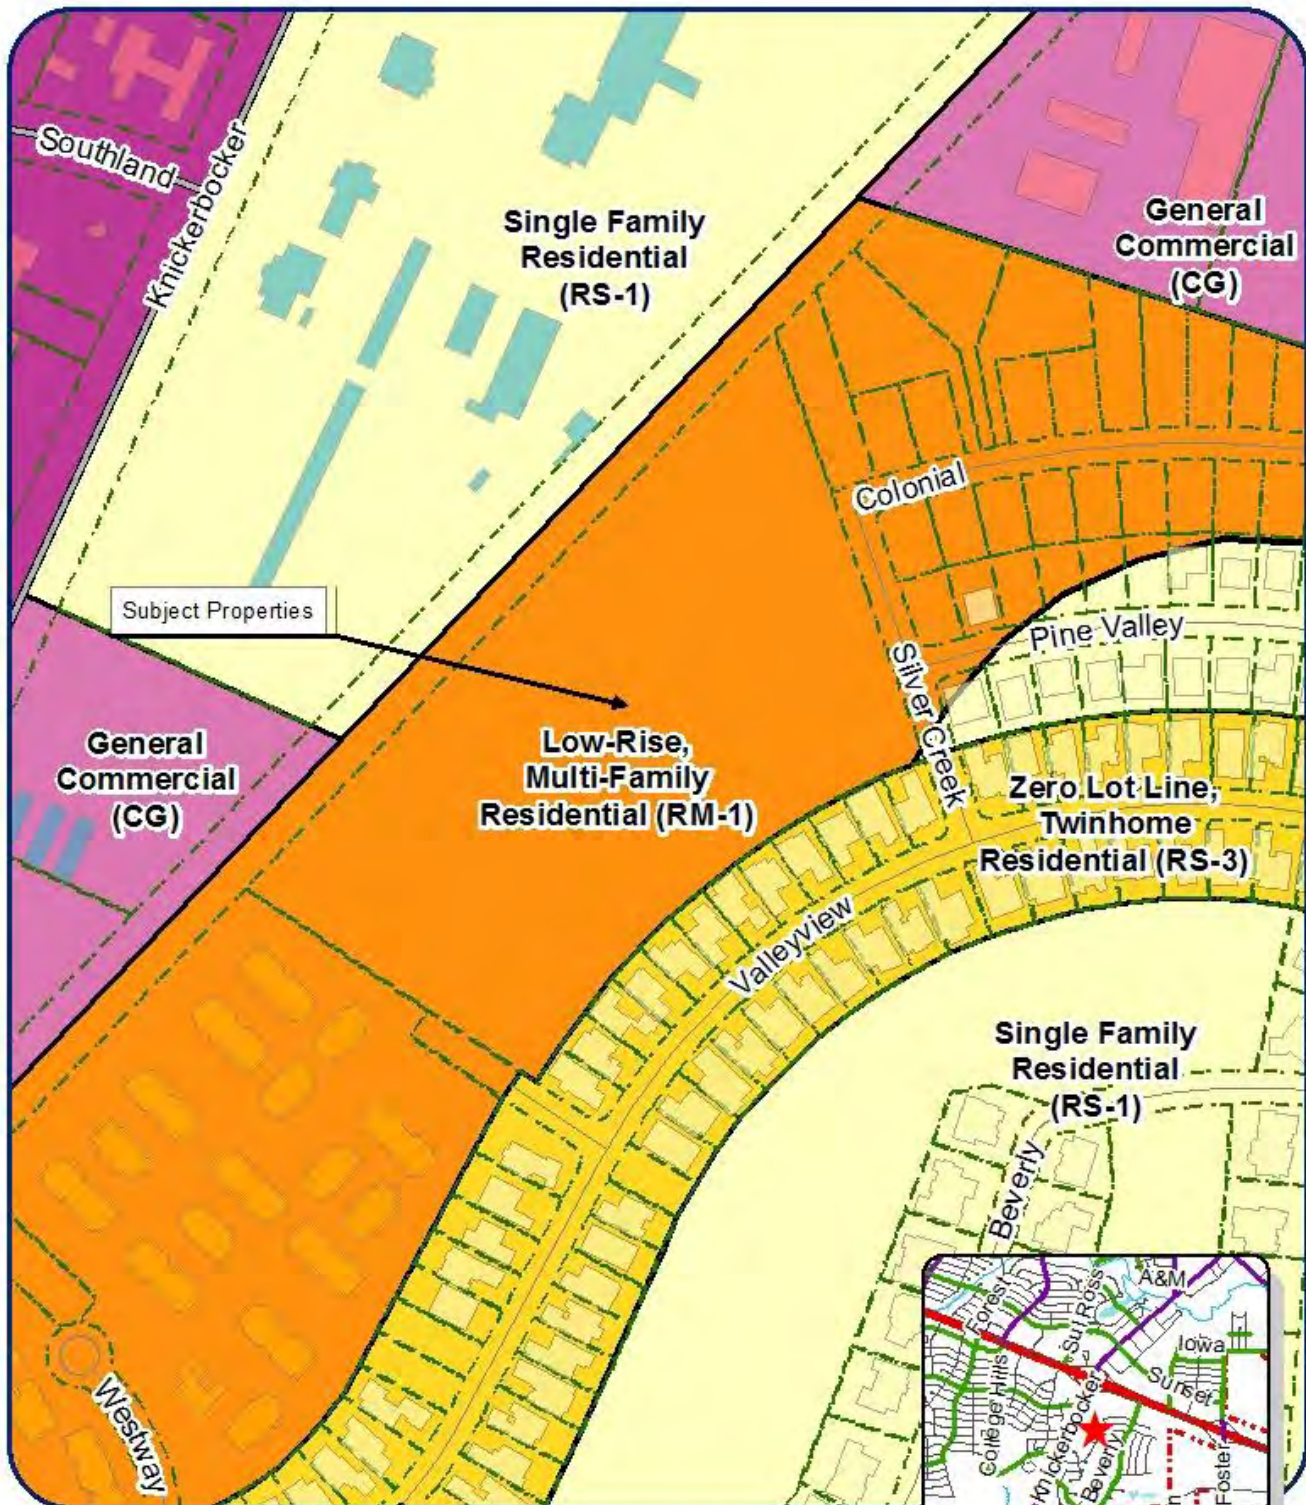 Southland
Knickerbocker
Single Family
Residential
(RS-1)
General
Commercial
(CG)
Colonial
Subject Properties
Pine Valley
Silver Creek
General
Commercial
(CG)
Low-Rise,
Multi-Family
Residential (RM-1)
Zero Lot Line,
Twinhome
Residential (RS-3)
Valleyview
Single Family
Residential
(RS-1)
Beverly
Westway
A&M
Forest
Sul Ross
Iowa
Sunset
College Hills
Knickerbocker
Beverly
Foster